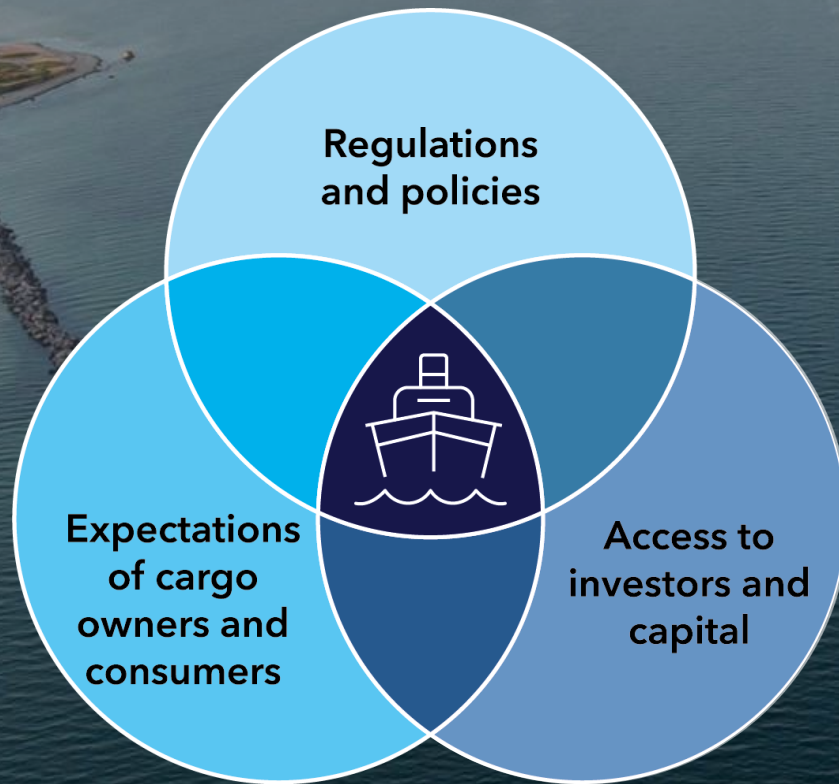 Regulations
and policies
Expectations
of cargo
owners and
consumers
Access to
investors and
capital